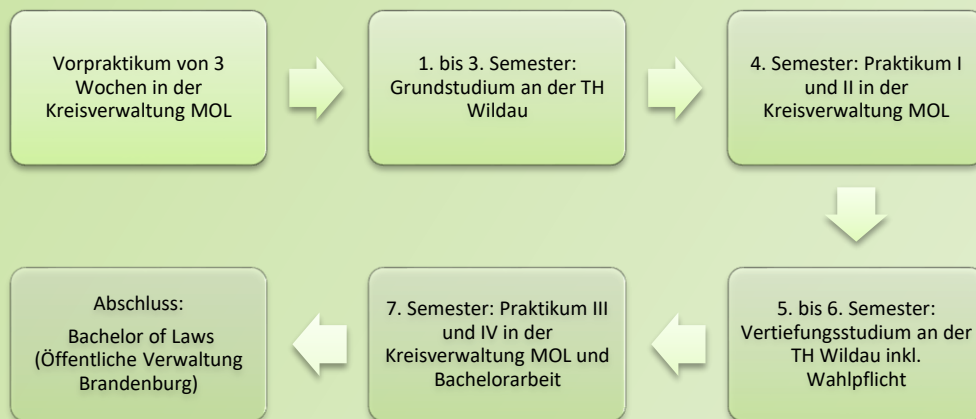 Vorpraktikum von 3
Wochen in der
Kreisverwaltung MOL
1. bis 3. Semester:
Grundstudium an der TH
Wildau
4. Semester: Praktikum I
und II in der
Kreisverwaltung MOL
5. bis 6. Semester:
Vertiefungsstudium an der
TH Wildau inkl.
Wahlpflicht
7. Semester: Praktikum III
und IV in der
Kreisverwaltung MOL und
Bachelorarbeit
Abschluss:
Bachelor of Laws
(Öffentliche Verwaltung
Brandenburg)